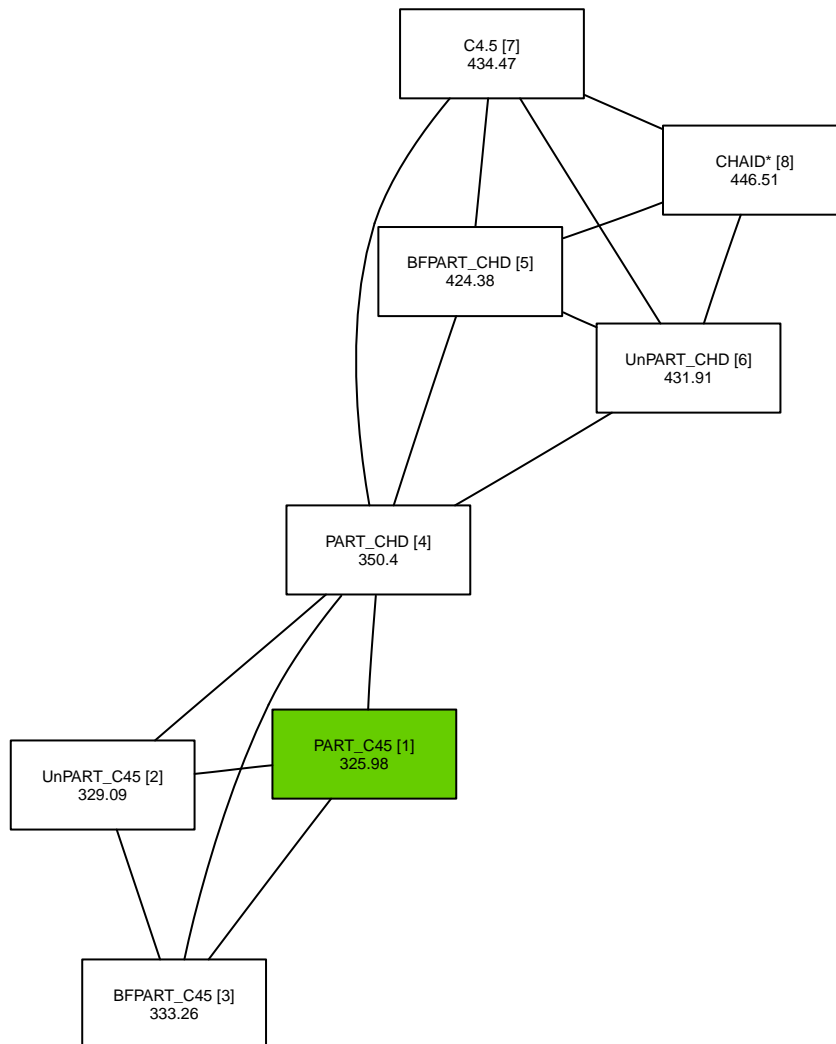 C4.5 [7]
434.47
CHAID* [8]
446.51
BFPART_CHD [5]
424.38
UnPART_CHD [6]
431.91
PART_CHD [4]
350.4
PART_C45 [1]
325.98
UnPART_C45 [2]
329.09
BFPART_C45 [3]
333.26